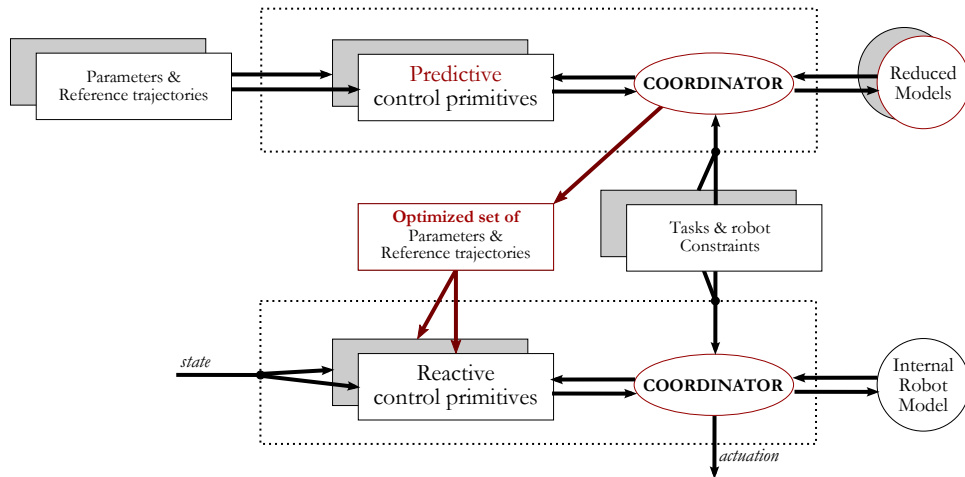 Parameters &
Reference trajectories
Predictive
control primitives
COORDINATOR
Reduced
Models
Optimized set of
Parameters &
Reference trajectories
Tasks & robot
Constraints
state
Reactive
control primitives
COORDINATOR
Internal
Robot
Model
actuation